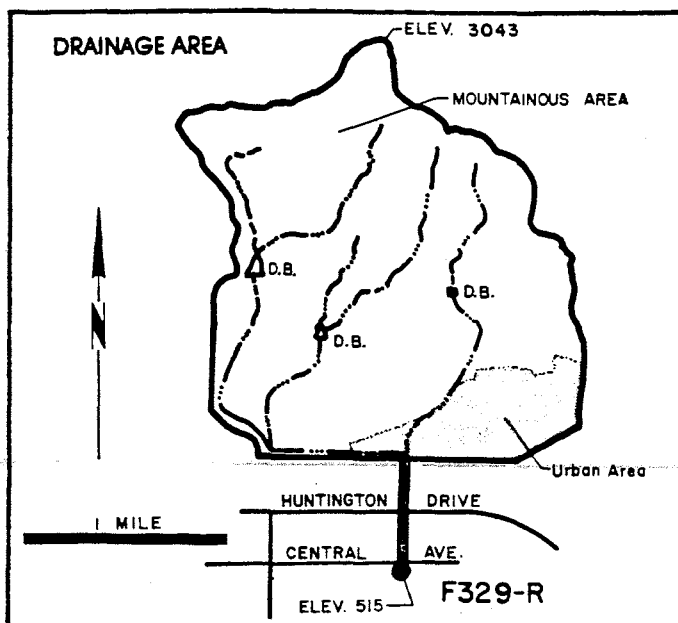 ELEV. 3043
DRAINAGE AREA
MOUNTAINOUS AREA
D.B.
D.B.
D.B.
N
Urban Area
HUNTINGTON DRIVE
1 MILE
CENTRAL AVE.
F329-R
ELEV. 515